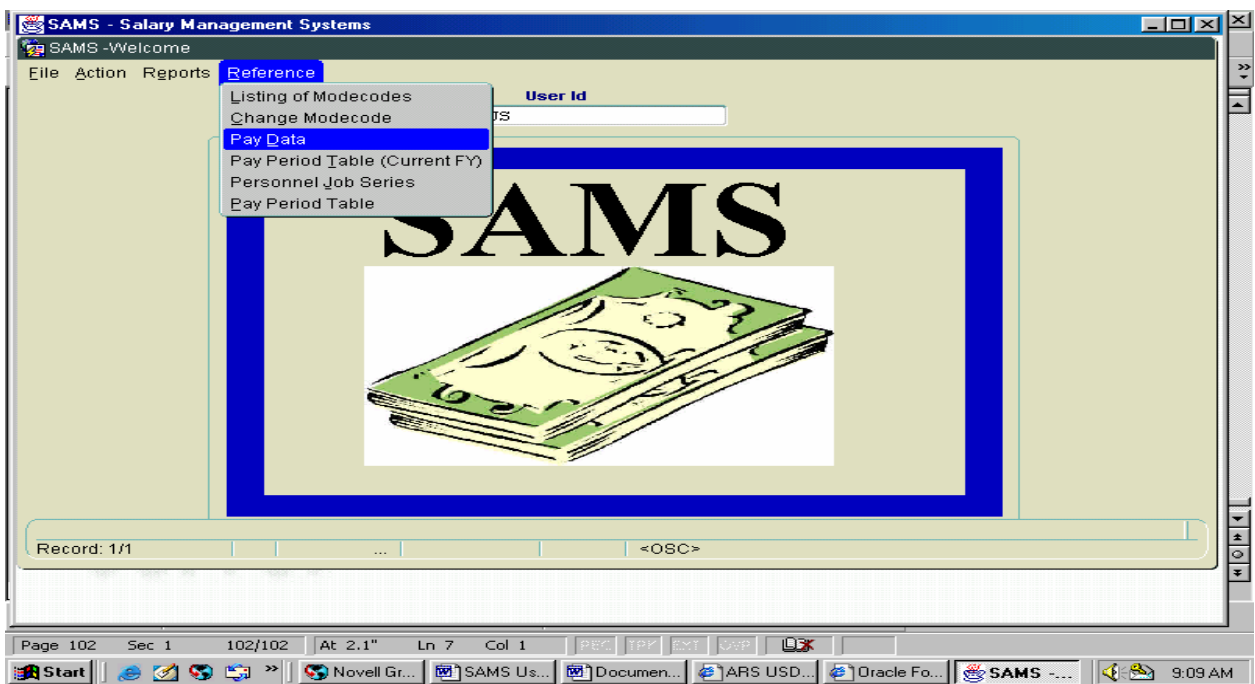 SAMS - Salary Management Systems
SAMS -Welcome
File Action Reports Reference
User Id
Listing of Modecodes
Change Modecode
Pay Data
Pay Period Table (Current FY)
Personnel Job Series
Pay Period Table
SAMS
Record: 1/1 ... <OSC>
Page 102 Sec 1 102/102 At 2.1" Ln 7 Col 1 REC TRK EXT OVR
Start » Novell Gr... SAMS Us... Documen... ARS USD... Oracle Fo... SAMS -... 9:09 AM